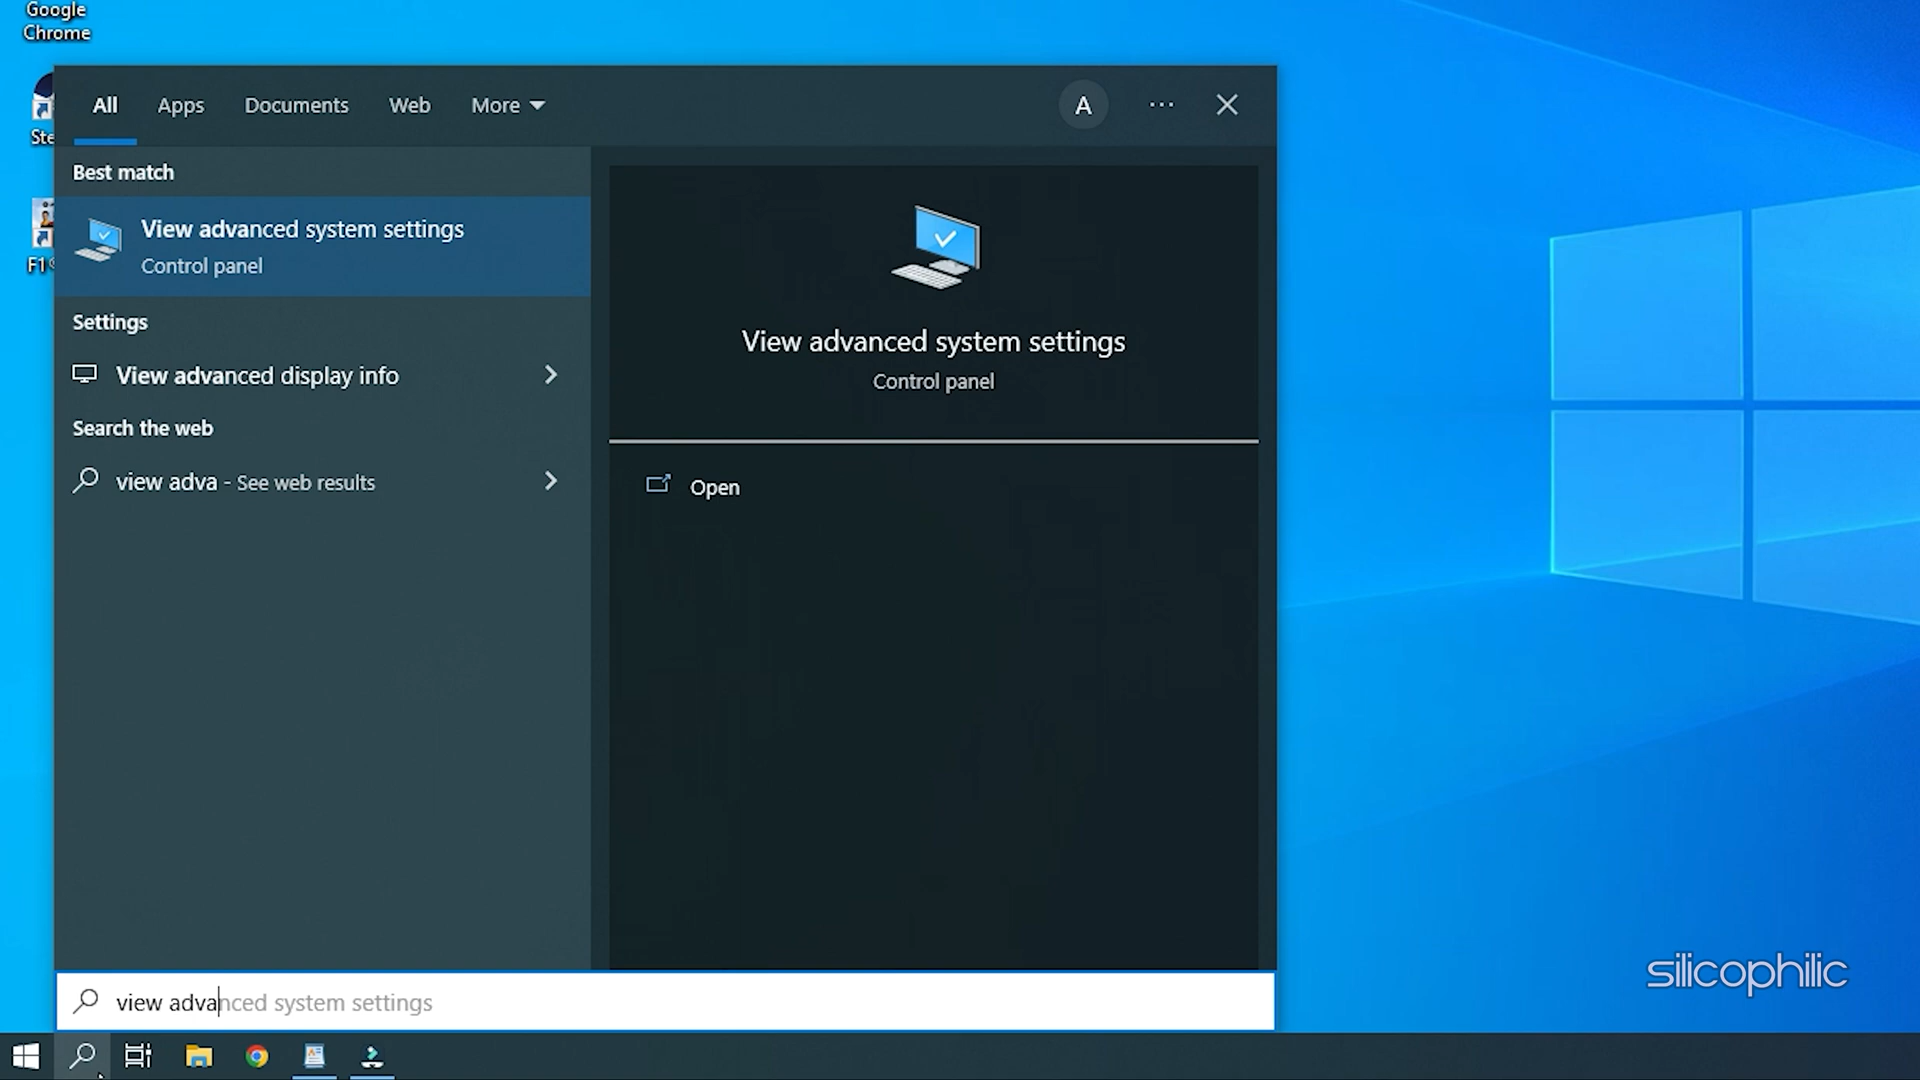 Google
Chrome
Ste
F1®
All Apps Documents Web More A
Best match
View advanced system settings
Control panel
Settings
View advanced display info
Search the web
view adva - See web results
View advanced system settings
Control panel
Open
view advanced system settings
silicophilic